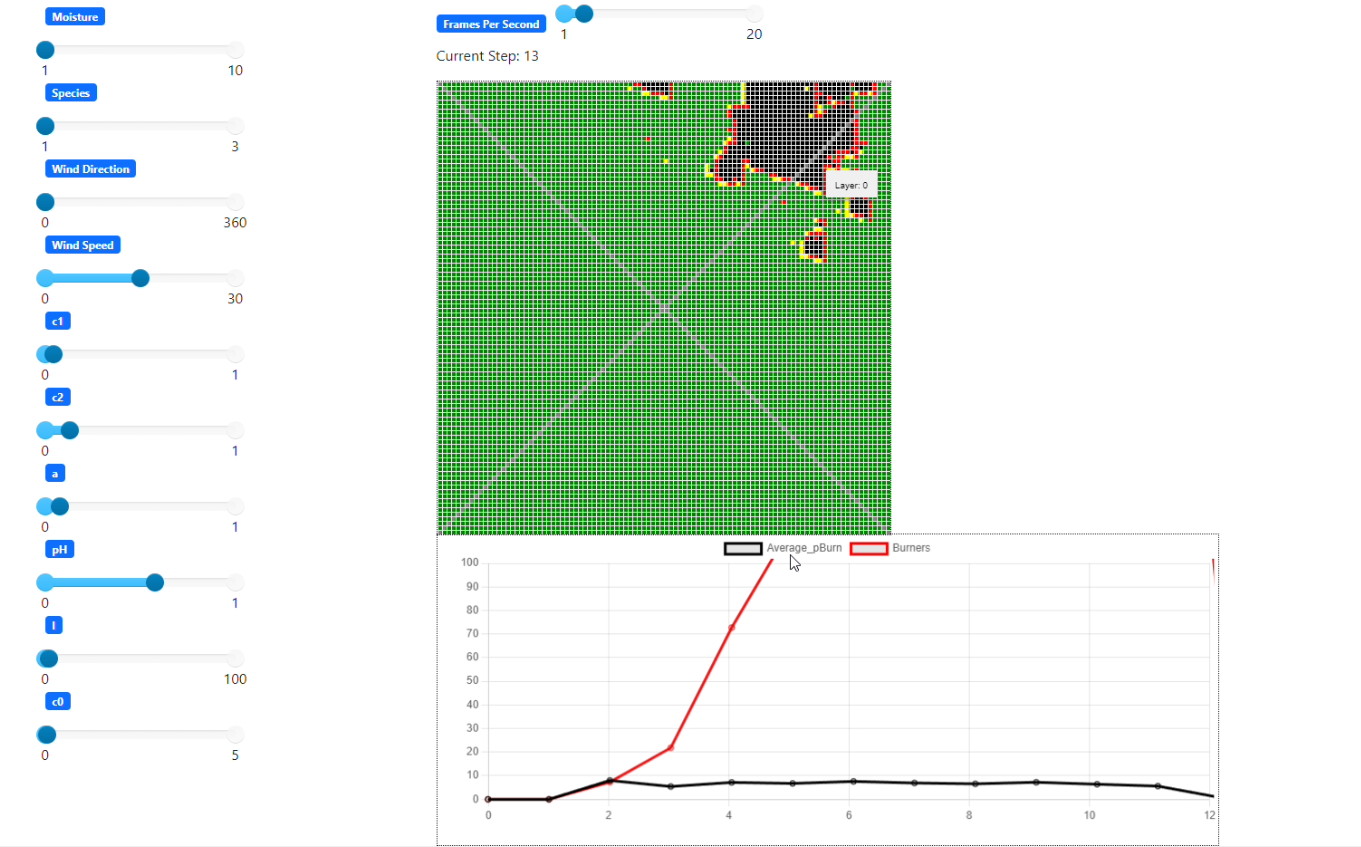 Moisture
1 10
Species
1 3
Wind Direction
0 360
Wind Speed
0 30
c1
0 1
c2
0 1
a
0 1
pH
0 1
l
0 100
c0
0 5
Frames Per Second
1 20
Current Step: 13
Layer: 0
Average_pBurn Burners
100
90
80
70
60
50
40
30
20
10
0
0 2 4 6 8 10 12